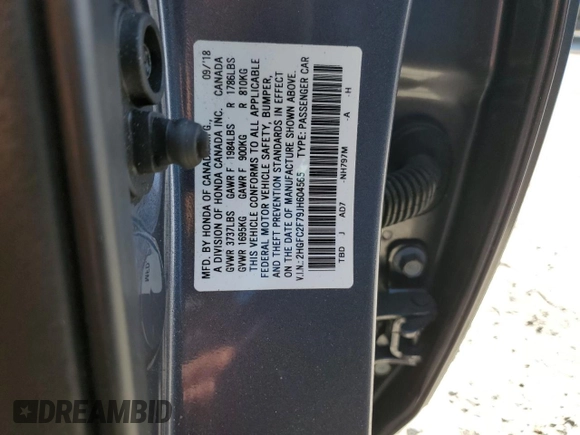 MFD. BY HONDA OF CANADA MFG., 09/'18
A DIVISION OF HONDA CANADA INC. CANADA
GVWR 3737LBS GAWR F 1984LBS R 1786LBS
GVWR 1695KG GAWR F 900KG R 810KG
THIS VEHICLE CONFORMS TO ALL APPLICABLE
FEDERAL MOTOR VEHICLE SAFETY, BUMPER,
AND THEFT PREVENTION STANDARDS IN EFFECT
ON THE DATE OF MANUFACTURE SHOWN ABOVE.
V.I.N.:2HGFC2F79JH604565 TYPE: PASSENGER CAR
TBD J AD7 -NH797M -A -H
DREAMBID